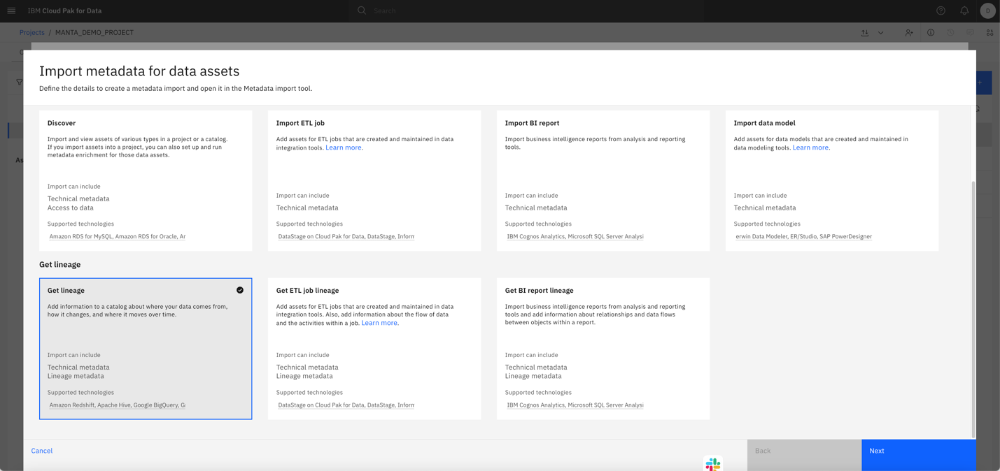 IBM Cloud Pak for Data
Search
D
Projects / MANTA_DEMO_PROJECT
Import metadata for data assets
Define the details to create a metadata import and open it in the Metadata import tool.
Discover
Import and view assets of various types in a project or a catalog.
If you import assets into a project, you can also set up and run
metadata enrichment for those data assets.
Import can include
Technical metadata
Access to data
Supported technologies
Amazon RDS for MySQL, Amazon RDS for Oracle, Ar
Import ETL job
Add assets for ETL jobs that are created and maintained in data
integration tools. Learn more.
Import can include
Technical metadata
Supported technologies
DataStage on Cloud Pak for Data, DataStage, Inform
Import BI report
Import business intelligence reports from analysis and reporting
tools.
Import can include
Technical metadata
Supported technologies
IBM Cognos Analytics, Microsoft SQL Server Analysi
Import data model
Add assets for data models that are created and maintained in
data modeling tools. Learn more.
Import can include
Technical metadata
Supported technologies
erwin Data Modeler, ER/Studio, SAP PowerDesigner
As
Get lineage
Get lineage
Add information to a catalog about where your data comes from,
how it changes, and where it moves over time.
Import can include
Technical metadata
Lineage metadata
Supported technologies
Amazon Redshift, Apache Hive, Google BigQuery, G
Get ETL job lineage
Add assets for ETL jobs that are created and maintained in data
integration tools. Also, add information about the flow of data
and the activities within a job. Learn more.
Import can include
Technical metadata
Lineage metadata
Supported technologies
DataStage on Cloud Pak for Data, DataStage, Inform
Get BI report lineage
Import business intelligence reports from analysis and reporting
tools and add information about relationships and data flows
between objects within a report.
Import can include
Technical metadata
Lineage metadata
Supported technologies
IBM Cognos Analytics, Microsoft SQL Server Analysi
Cancel
Back
Next